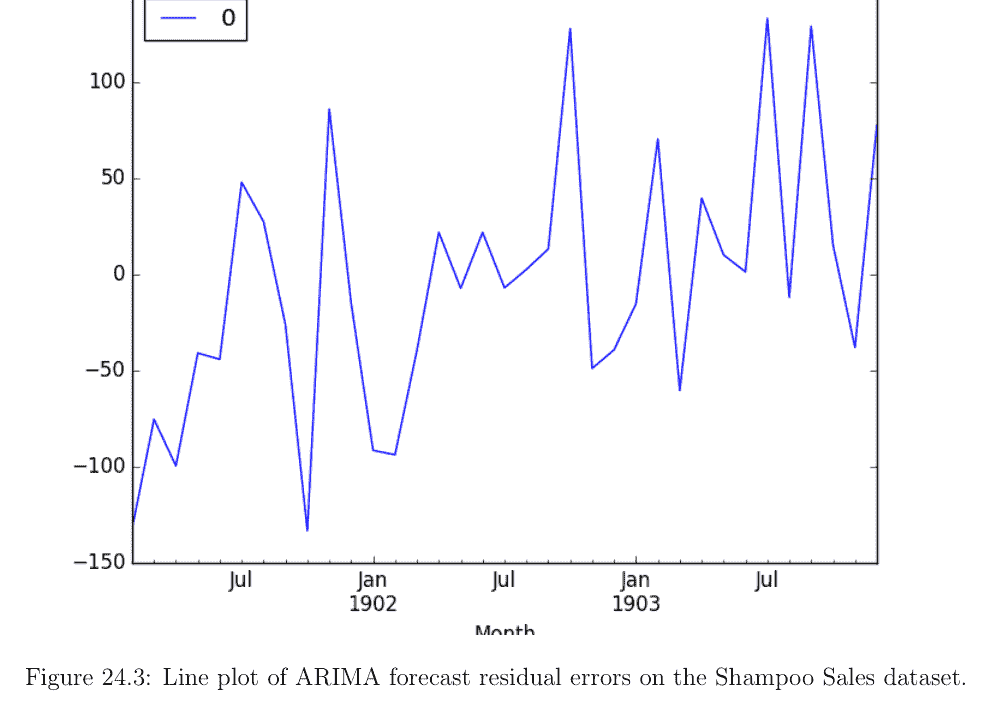 0
100
50
0
−50
−100
−150
Jul Jan Jul Jan Jul
1902 1903
Month
Figure 24.3: Line plot of ARIMA forecast residual errors on the Shampoo Sales dataset.